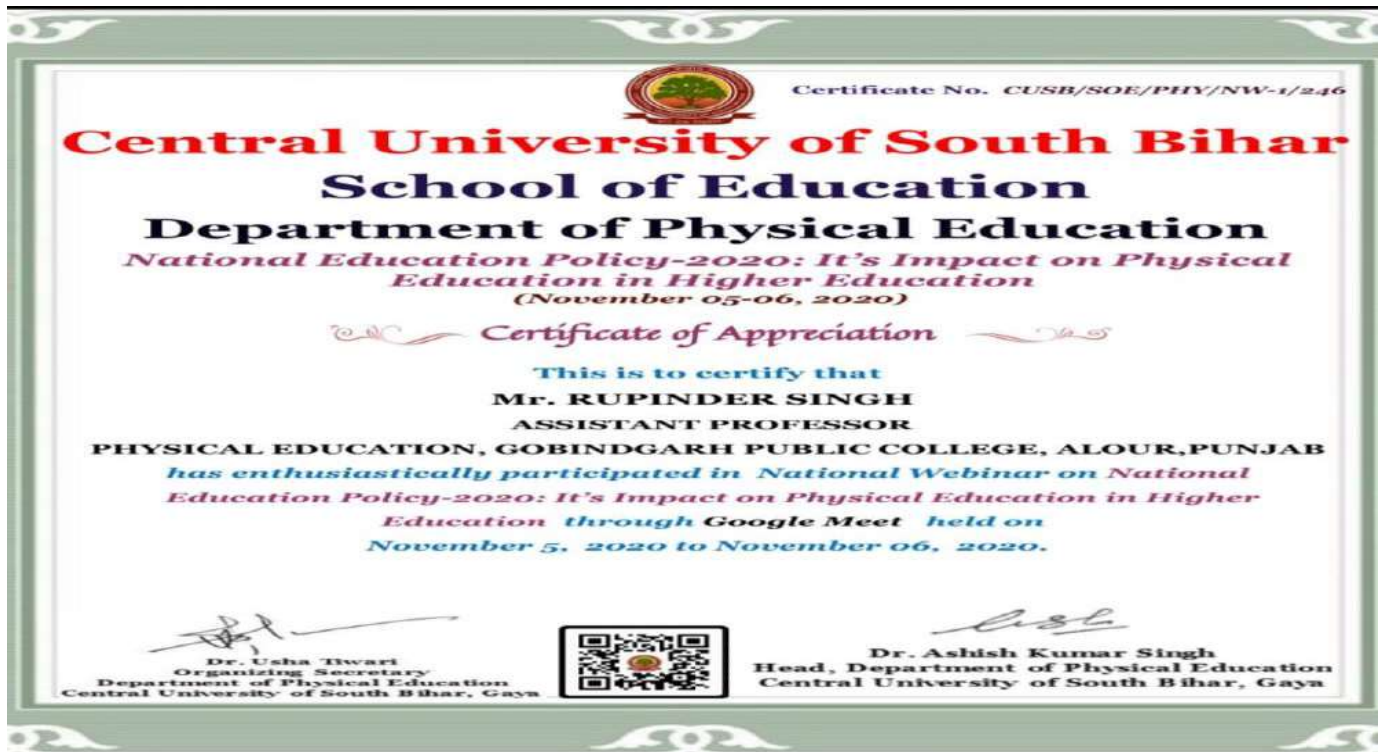 Certificate No. CUSB/SOE/PHY/NW-1/246
Central University of South Bihar
School of Education
Department of Physical Education
National Education Policy-2020: It's Impact on Physical
Education in Higher Education
(November 05-06, 2020)
Certificate of Appreciation
This is to certify that
Mr. RUPINDER SINGH
ASSISTANT PROFESSOR
PHYSICAL EDUCATION, GOBINDGARH PUBLIC COLLEGE, ALOUR,PUNJAB
has enthusiastically participated in National Webinar on National
Education Policy-2020: It's Impact on Physical Education in Higher
Education through Google Meet held on
November 5, 2020 to November 06, 2020.
Dr. Usha Tiwari
Organizing Secretary
Department of Physical Education
Central University of South Bihar, Gaya
Dr. Ashish Kumar Singh
Head, Department of Physical Education
Central University of South Bihar, Gaya